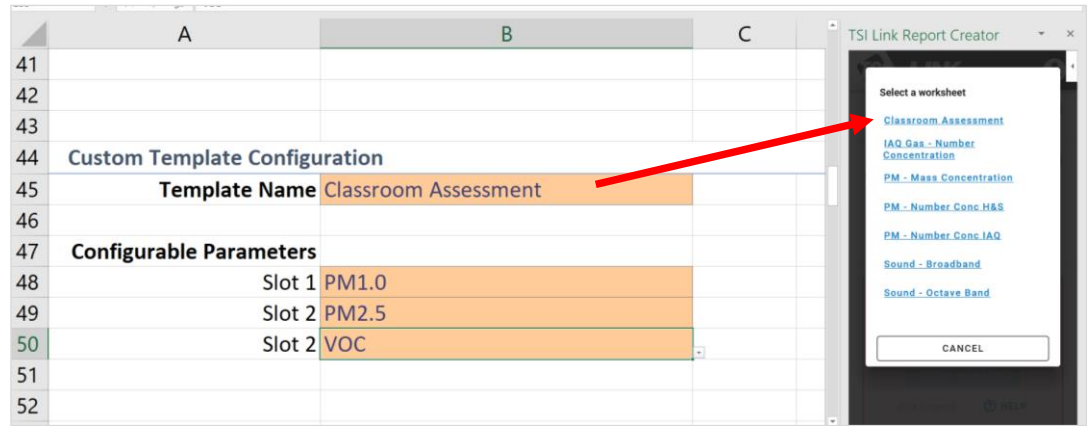 A B C
41
42
43
44 Custom Template Configuration
45 Template Name Classroom Assessment
46
47 Configurable Parameters
48 Slot 1 PM1.0
49 Slot 2 PM2.5
50 Slot 2 VOC
51
52
TSI Link Report Creator
Select a worksheet
Classroom Assessment
IAQ Gas - Number
Concentration
PM - Mass Concentration
PM - Number Conc H&S
PM - Number Conc IAQ
Sound - Broadband
Sound - Octave Band
CANCEL
HELP